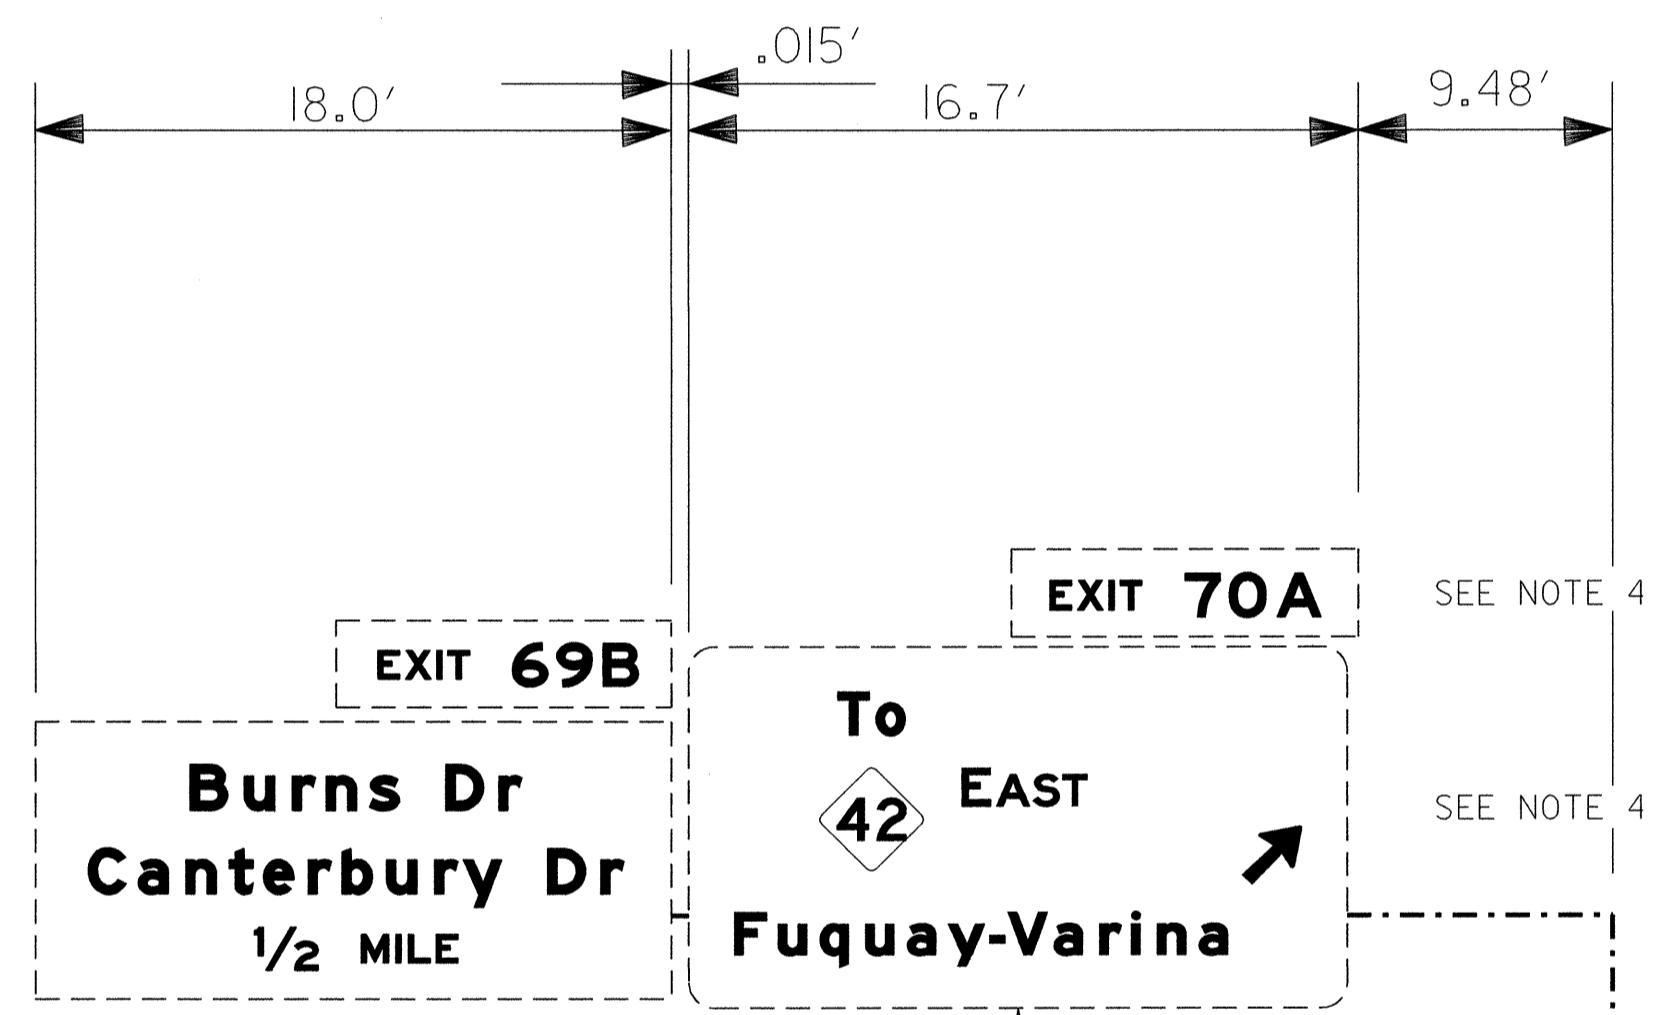 .015'
18.0'
16.7'
9.48'
EXIT 70A
SEE NOTE 4
EXIT 69B
To
42 EAST
SEE NOTE 4
Burns Dr
Canterbury Dr
1/2 MILE
Fuquay-Varina